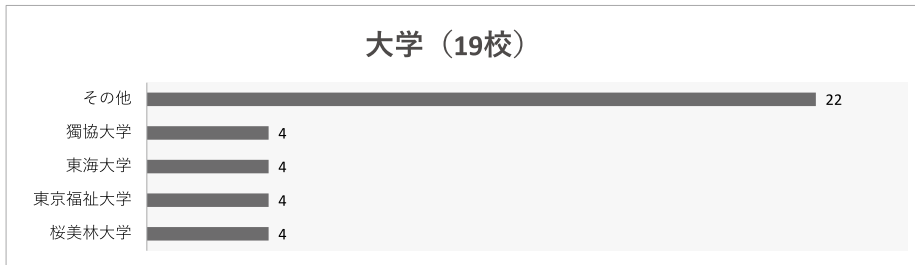 大学（19校）
その他 22
獨協大学 4
東海大学 4
東京福祉大学 4
桜美林大学 4